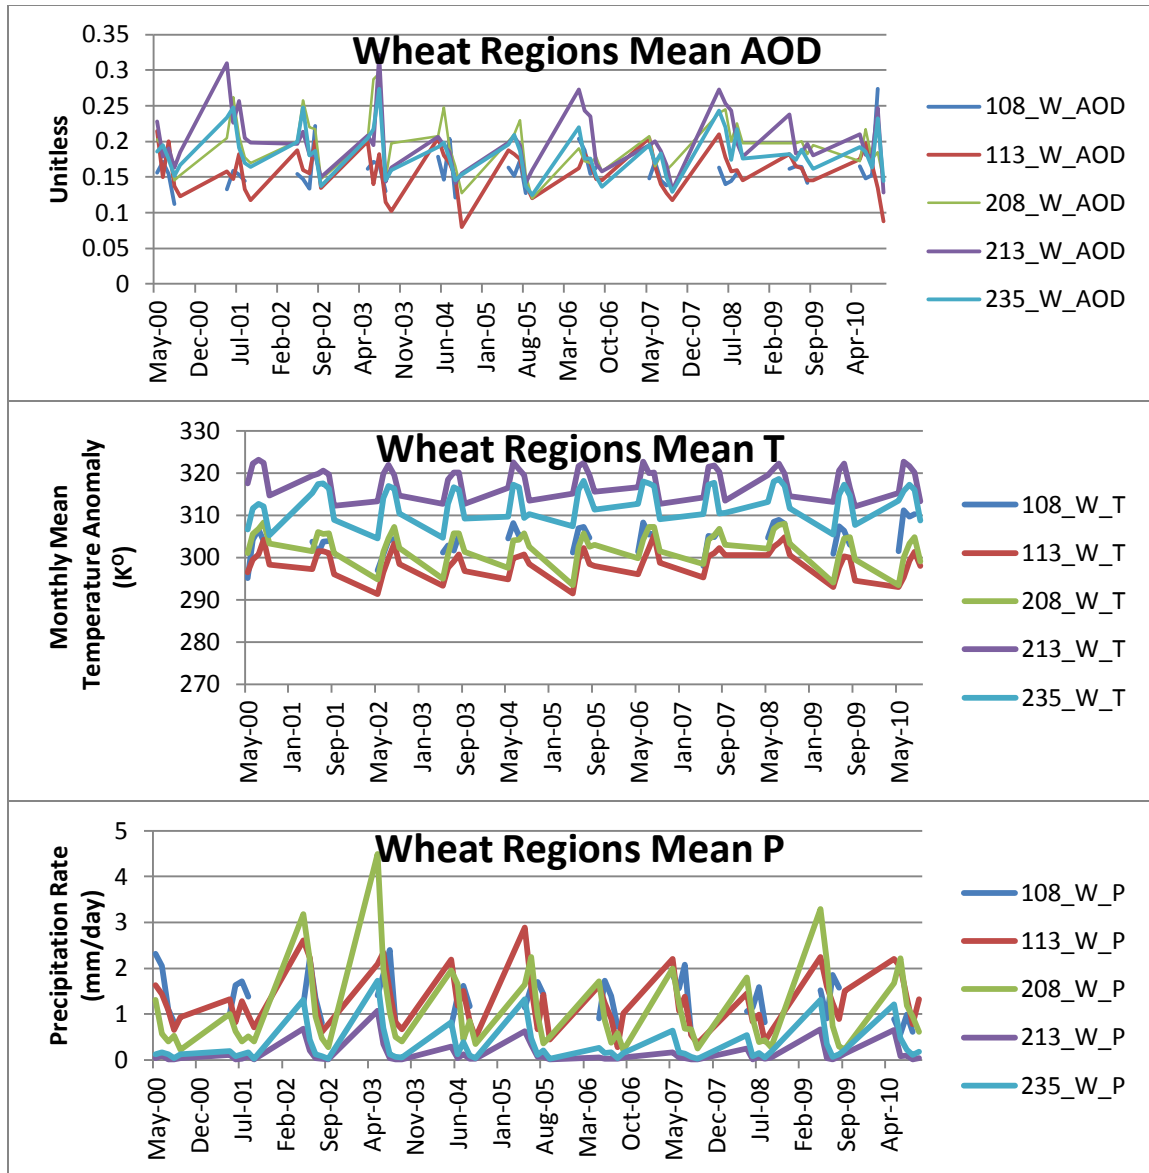 Wheat Regions Mean AOD
Unitless
0.35
0.3
0.25
0.2
0.15
0.1
0.05
0
May-00
Dec-00
Jul-01
Feb-02
Sep-02
Apr-03
Nov-03
Jun-04
Jan-05
Aug-05
Mar-06
Oct-06
May-07
Dec-07
Jul-08
Feb-09
Sep-09
Apr-10
108_W_AOD
113_W_AOD
208_W_AOD
213_W_AOD
235_W_AOD
Wheat Regions Mean T
Monthly Mean
Temperature Anomaly
(K⁰)
330
320
310
300
290
280
270
May-00
Jan-01
Sep-01
May-02
Jan-03
Sep-03
May-04
Jan-05
Sep-05
May-06
Jan-07
Sep-07
May-08
Jan-09
Sep-09
May-10
108_W_T
113_W_T
208_W_T
213_W_T
235_W_T
Wheat Regions Mean P
Precipitation Rate
(mm/day)
5
4
3
2
1
0
May-00
Dec-00
Jul-01
Feb-02
Sep-02
Apr-03
Nov-03
Jun-04
Jan-05
Aug-05
Mar-06
Oct-06
May-07
Dec-07
Jul-08
Feb-09
Sep-09
Apr-10
108_W_P
113_W_P
208_W_P
213_W_P
235_W_P